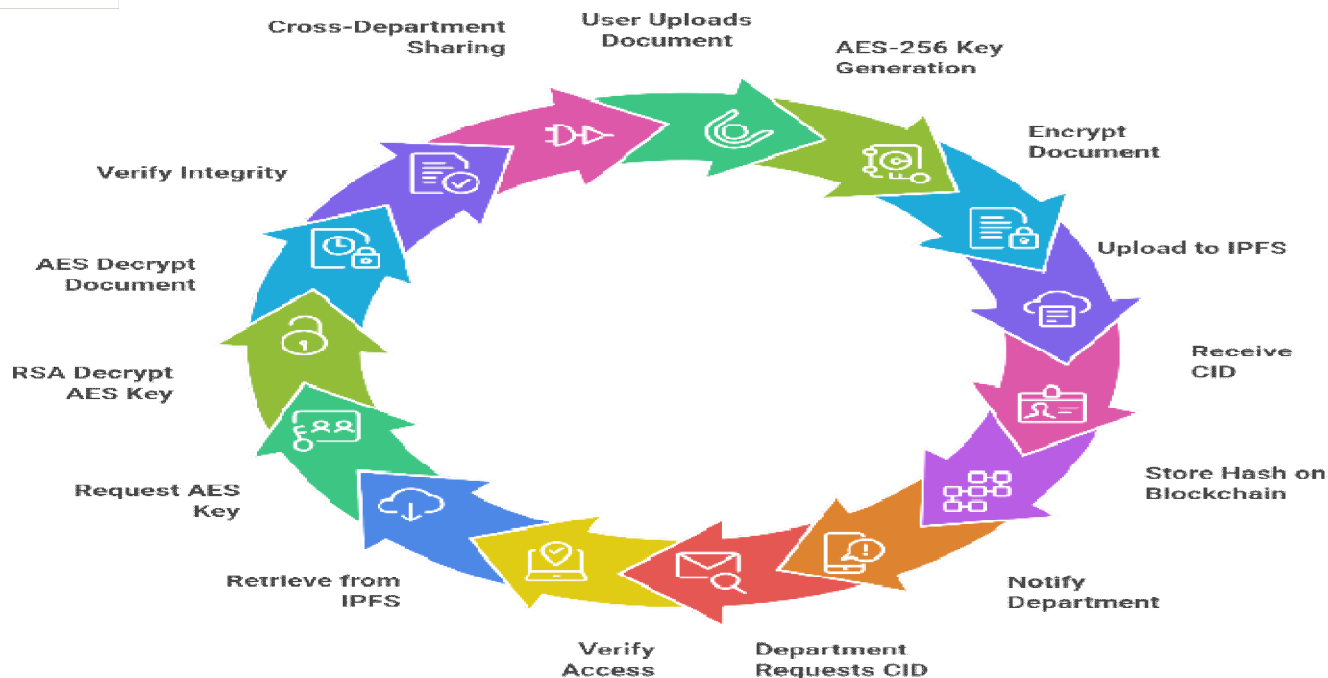 User Uploads
Document
AES-256 Key
Generation
Encrypt
Document
Upload to IPFS
Receive
CID
Store Hash on
Blockchain
Notify
Department
Department
Requests CID
Verify
Access
Retrieve from
IPFS
Request AES
Key
RSA Decrypt
AES Key
AES Decrypt
Document
Verify Integrity
Cross-Department
Sharing